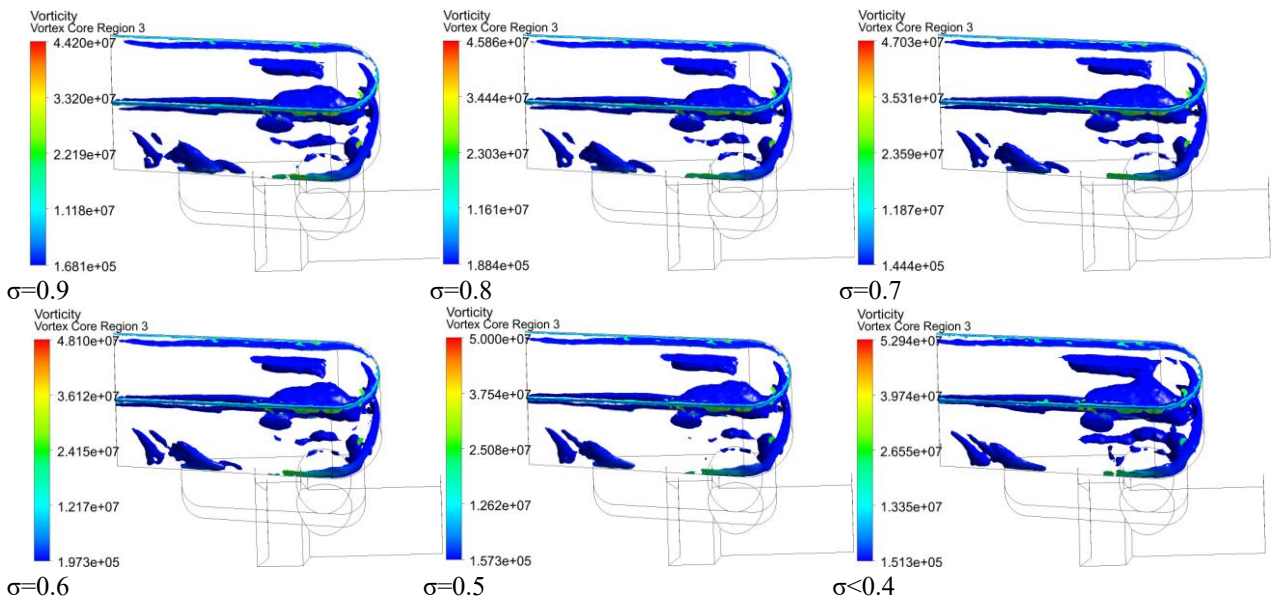 Vorticity
Vortex Core Region 3
4.420e+07
3.320e+07
2.219e+07
1.118e+07
1.681e+05
σ=0.9
Vorticity
Vortex Core Region 3
4.586e+07
3.444e+07
2.303e+07
1.161e+07
1.884e+05
σ=0.8
Vorticity
Vortex Core Region 3
4.703e+07
3.531e+07
2.359e+07
1.187e+07
1.444e+05
σ=0.7
Vorticity
Vortex Core Region 3
4.810e+07
3.612e+07
2.415e+07
1.217e+07
1.973e+05
σ=0.6
Vorticity
Vortex Core Region 3
5.000e+07
3.754e+07
2.508e+07
1.262e+07
1.573e+05
σ=0.5
Vorticity
Vortex Core Region 3
5.294e+07
3.974e+07
2.655e+07
1.335e+07
1.513e+05
σ<0.4